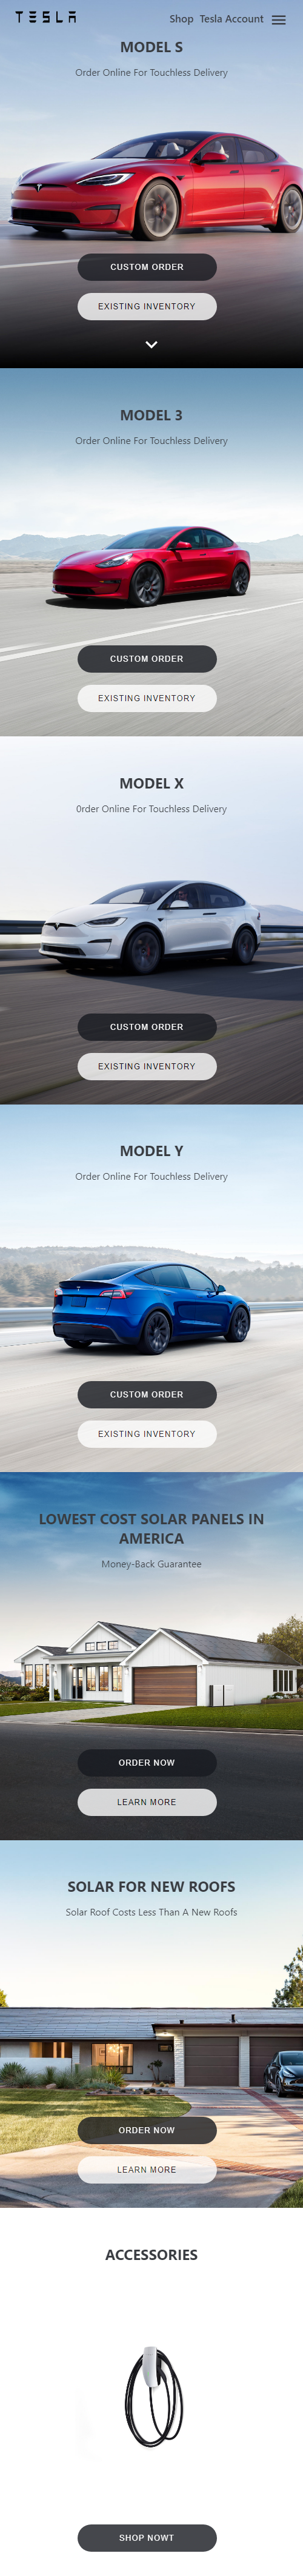 TESLA
Shop Tesla Account
MODEL S
Order Online For Touchless Delivery
CUSTOM ORDER
EXISTING INVENTORY
MODEL 3
Order Online For Touchless Delivery
CUSTOM ORDER
EXISTING INVENTORY
MODEL X
0rder Online For Touchless Delivery
CUSTOM ORDER
EXISTING INVENTORY
MODEL Y
Order Online For Touchless Delivery
CUSTOM ORDER
EXISTING INVENTORY
LOWEST COST SOLAR PANELS IN
AMERICA
Money-Back Guarantee
ORDER NOW
LEARN MORE
SOLAR FOR NEW ROOFS
Solar Roof Costs Less Than A New Roofs
ORDER NOW
LEARN MORE
ACCESSORIES
SHOP NOWT